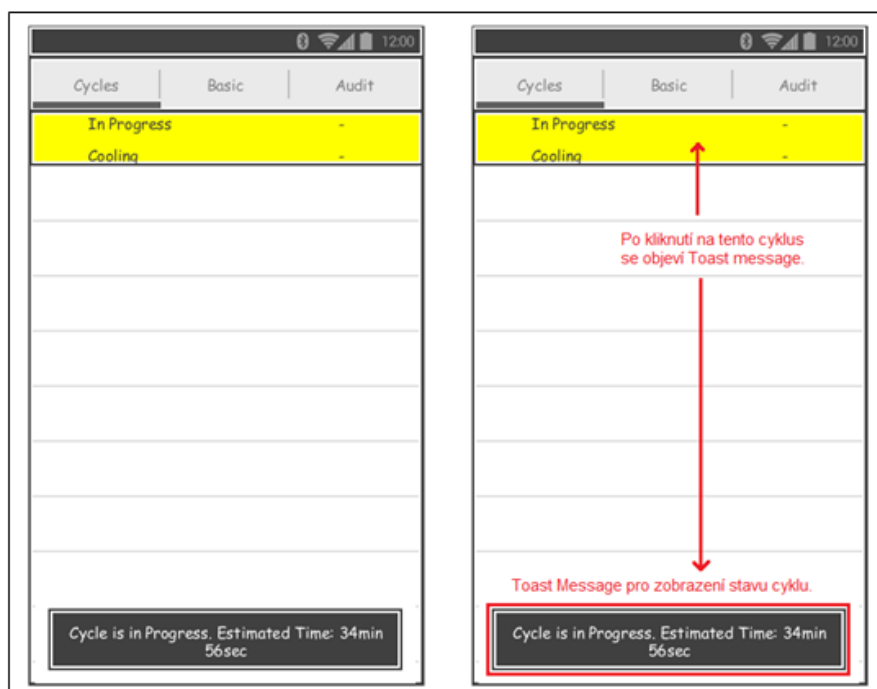 12:00
Cycles Basic Audit
In Progress -
Cooling -
Cycle is in Progress. Estimated Time: 34min
56sec
12:00
Cycles Basic Audit
In Progress -
Cooling -
Po kliknutí na tento cyklus
se objeví Toast message.
Toast Message pro zobrazení stavu cyklu.
Cycle is in Progress. Estimated Time: 34min
56sec